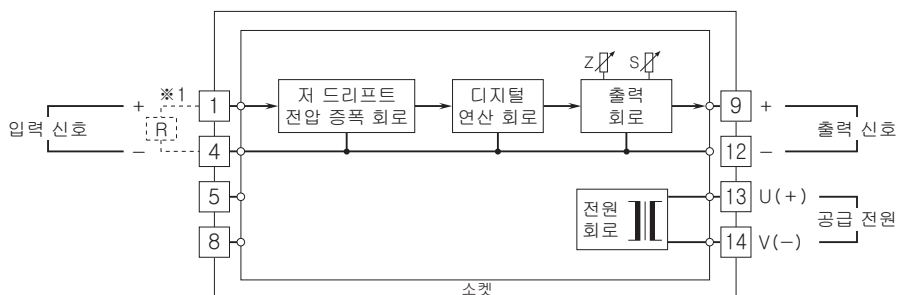 Z S
※1
+ 1 저 드리프트 디지털 출력 9 +
전압 증폭 회로 연산 회로 회로
입력 신호 R 출력 신호
− 4 12 −
5 13 U(+)
전원 공급 전원
회로
8 14 V(−)
소켓